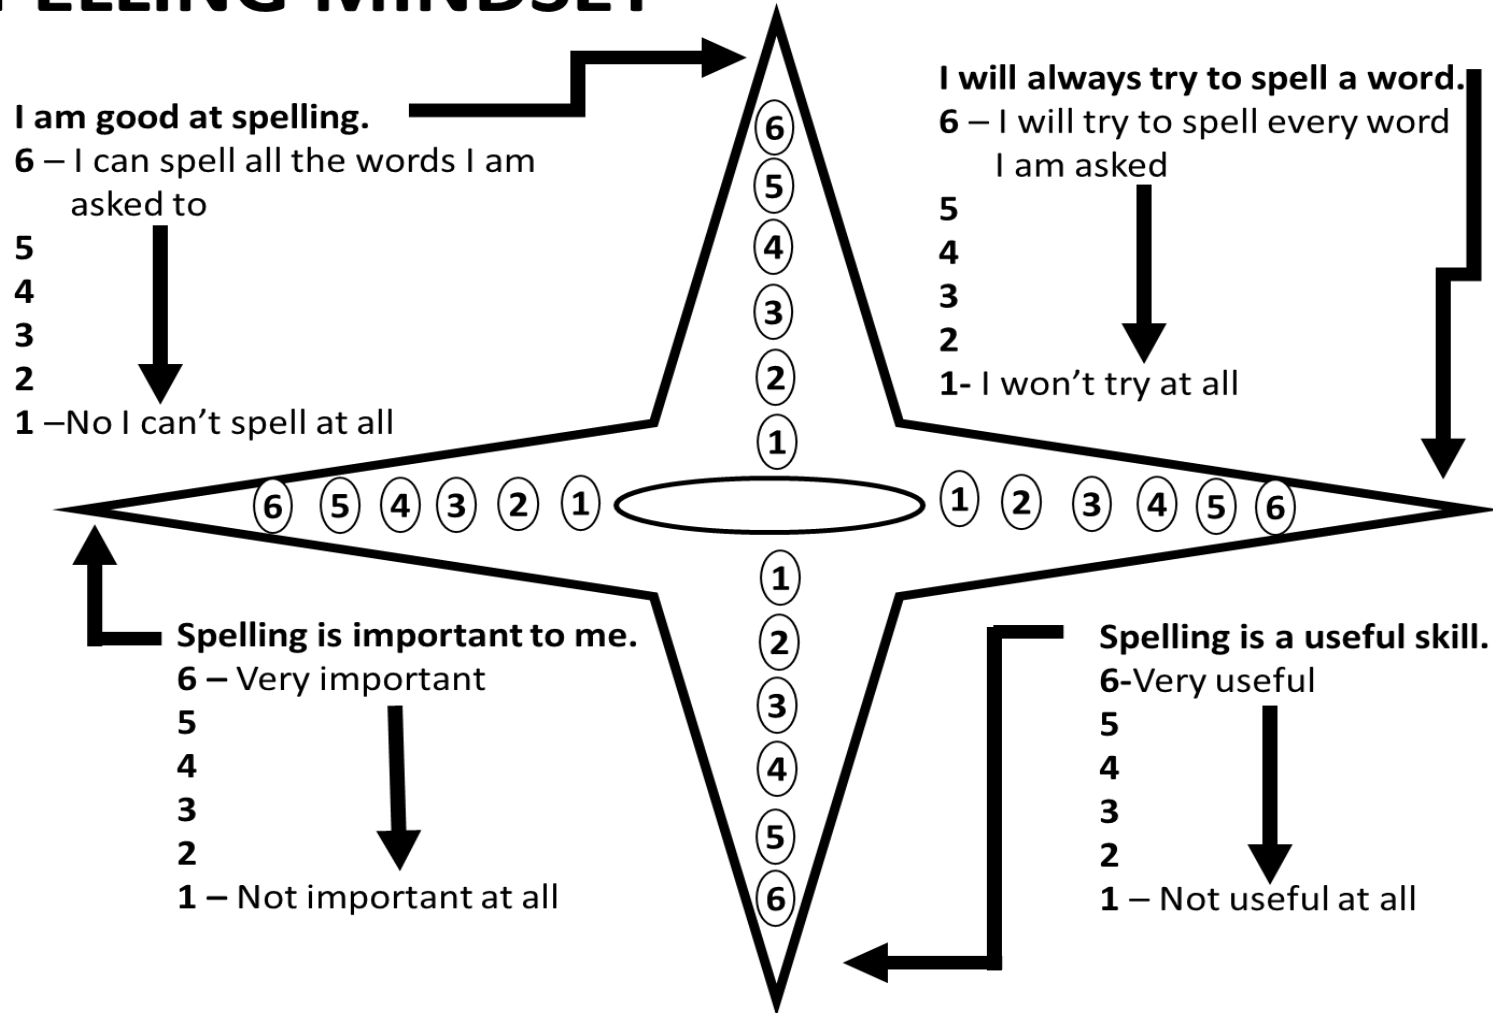 PELLING MINDSET
I am good at spelling.
6 – I can spell all the words I am
asked to
5
4
3
2
1 –No I can't spell at all
I will always try to spell a word.
6 – I will try to spell every word
I am asked
5
4
3
2
1- I won't try at all
6
5
4
3
2
1
6 5 4 3 2 1
1 2 3 4 5 6
1
2
3
4
5
6
Spelling is important to me.
6 – Very important
5
4
3
2
1 – Not important at all
Spelling is a useful skill.
6-Very useful
5
4
3
2
1 – Not useful at all